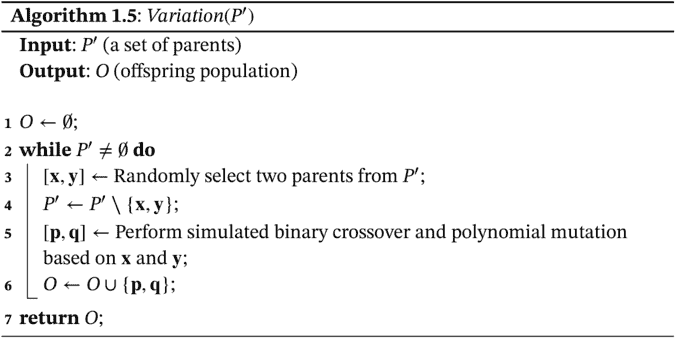 Algorithm 1.5: Variation(P′)
Input: P′ (a set of parents)
Output: O (offspring population)
1 O ← ∅;
2 while P′ ≠ ∅ do
3 [x, y] ← Randomly select two parents from P′;
4 P′ ← P′ \ {x, y};
5 [p, q] ← Perform simulated binary crossover and polynomial mutation
based on x and y;
6 O ← O ∪ {p, q};
7 return O;